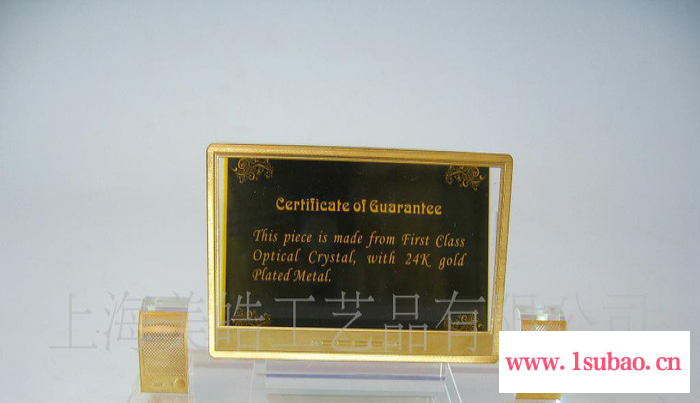 Certificate of Guarantee
This piece is made from First Class
Optical Crystal, with 24K gold
Plated Metal.
上海美皓工艺品有限公司
www.1subao.cn